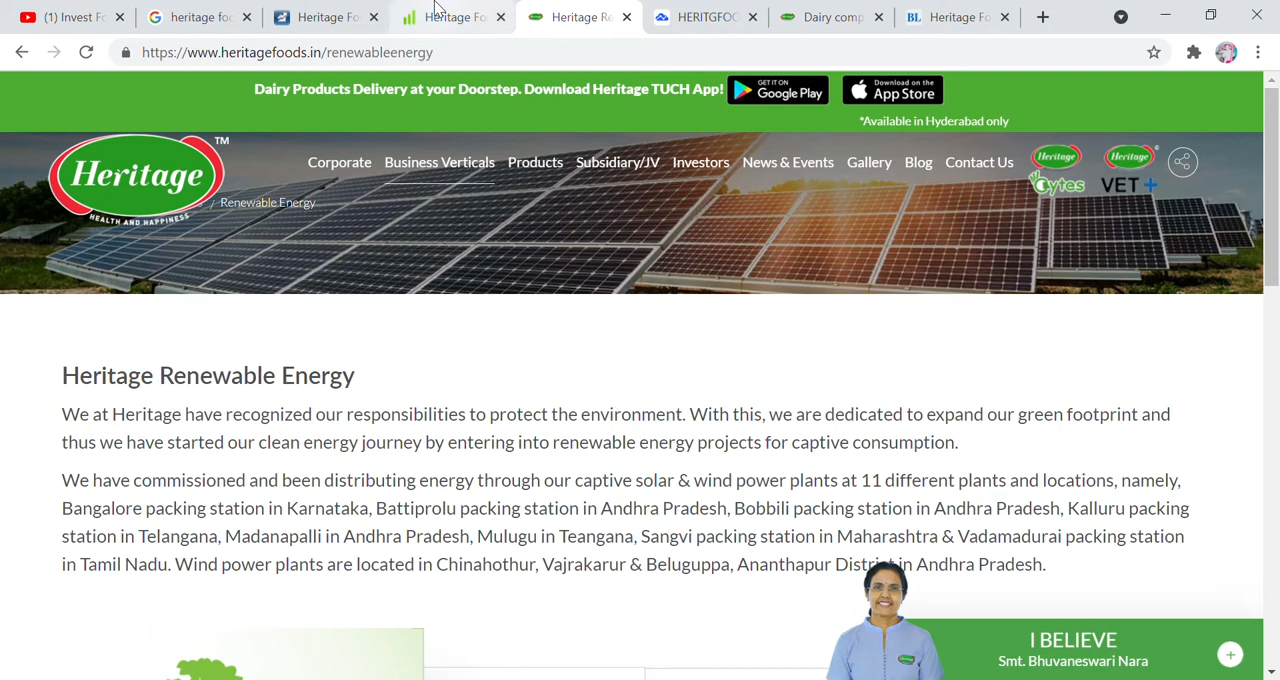 (1) Invest Fo
heritage foo
Heritage Fo
Heritage Fo
Heritage Re
HERITGFOO
Dairy comp
Heritage Fo
https://www.heritagefoods.in/renewableenergy
Dairy Products Delivery at your Doorstep. Download Heritage TUCH App!
GET IT ON
Google Play
Download on the
App Store
*Available in Hyderabad only
Heritage
TM
HEALTH AND HAPPINESS
Corporate Business Verticals Products Subsidiary/JV Investors News & Events Gallery Blog Contact Us
Heritage
Heritage
VET+
/ Renewable Energy
Heritage Renewable Energy
We at Heritage have recognized our responsibilities to protect the environment. With this, we are dedicated to expand our green footprint and
thus we have started our clean energy journey by entering into renewable energy projects for captive consumption.
We have commissioned and been distributing energy through our captive solar & wind power plants at 11 different plants and locations, namely,
Bangalore packing station in Karnataka, Battiprolu packing station in Andhra Pradesh, Bobbili packing station in Andhra Pradesh, Kalluru packing
station in Telangana, Madanapalli in Andhra Pradesh, Mulugu in Teangana, Sangvi packing station in Maharashtra & Vadamadurai packing station
in Tamil Nadu. Wind power plants are located in Chinahothur, Vajrakarur & Beluguppa, Ananthapur District in Andhra Pradesh.
I BELIEVE
Smt. Bhuvaneswari Nara